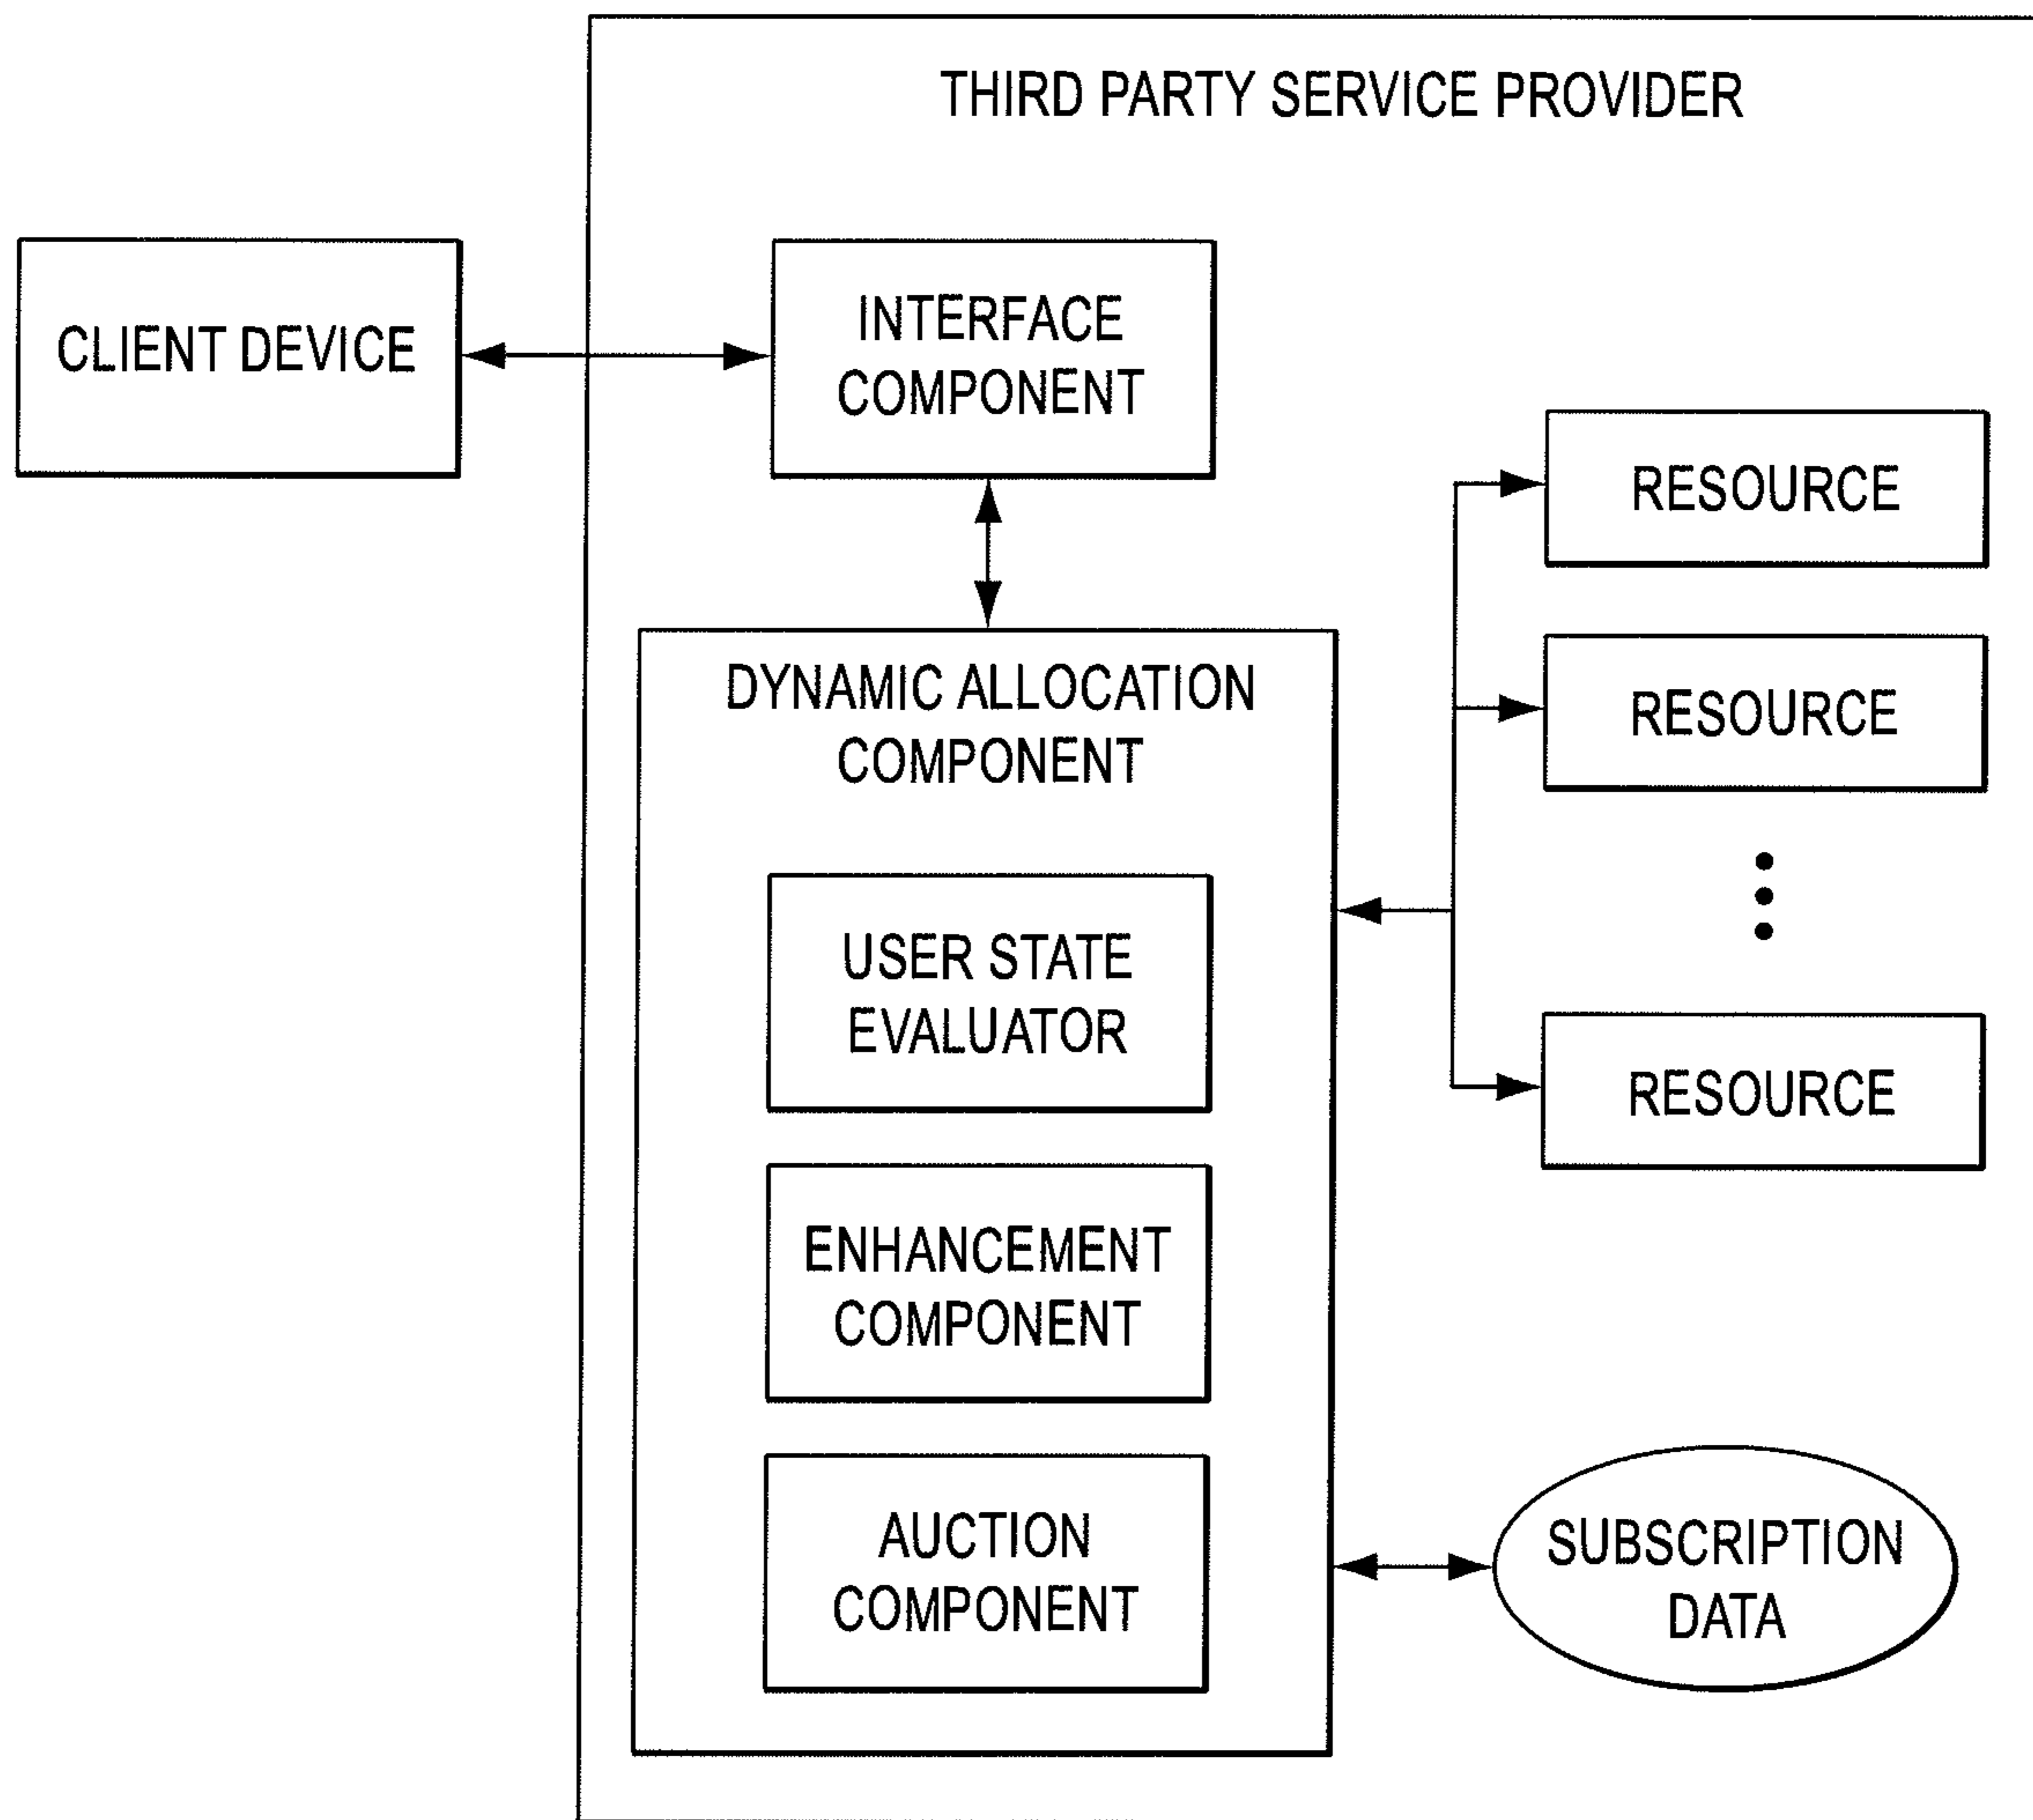 THIRD PARTY SERVICE PROVIDER
CLIENT DEVICE
INTERFACE
COMPONENT
RESOURCE
RESOURCE
RESOURCE
DYNAMIC ALLOCATION
COMPONENT
USER STATE
EVALUATOR
ENHANCEMENT
COMPONENT
AUCTION
COMPONENT
SUBSCRIPTION
DATA